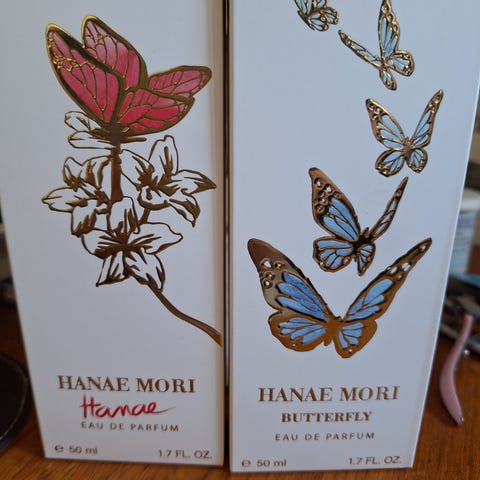 HANAE MORI
Hanae
EAU DE PARFUM
℮ 50 ml 1.7 FL. OZ.
HANAE MORI
BUTTERFLY
EAU DE PARFUM
℮ 50 ml 1.7 FL. OZ.